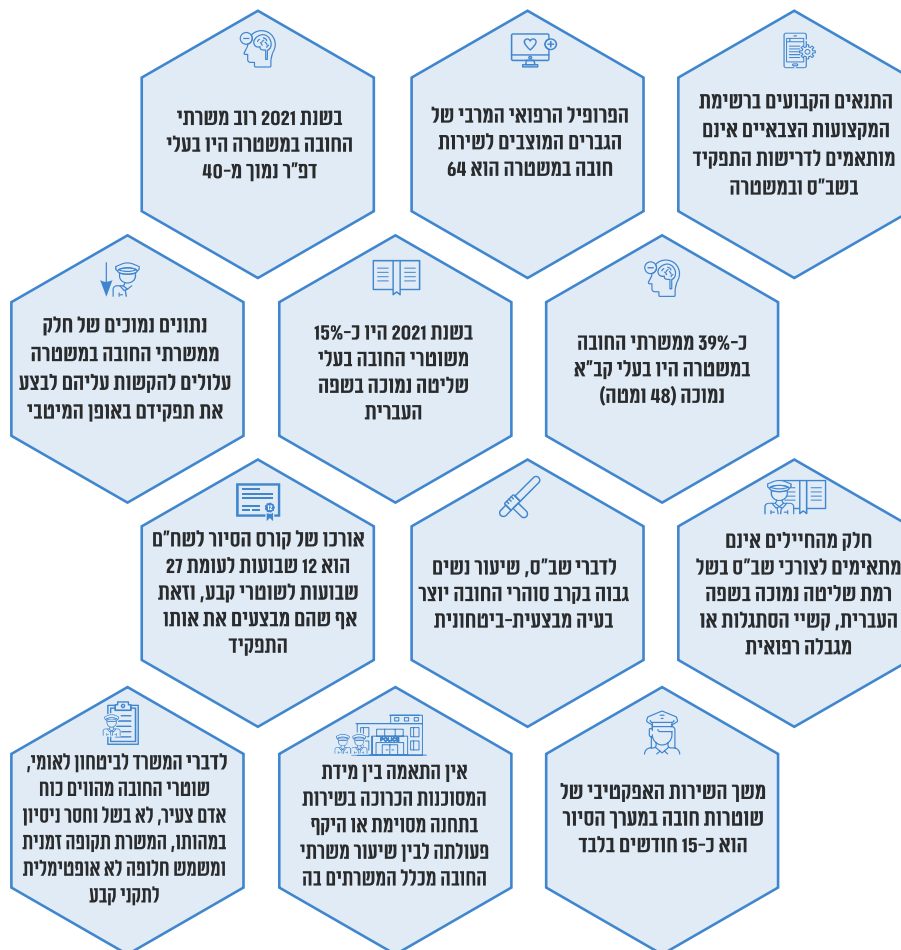 התנאים הקבועים ברשימת
המקצועות הצבאיים אינם
מותאמים לדרישות התפקיד
בשב"ס ובמשטרה
הפרופיל הרפואי המרבי של
הגברים המוצבים לשירות
חובה במשטרה הוא 64
בשנת 2021 רוב משרתי
החובה במשטרה היו בעלי
דפ"ר נמוך מ-40
כ-39% ממשרתי החובה
במשטרה היו בעלי קב"א
נמוכה (48 ומטה)
בשנת 2021 היו כ-15%
משוטרי החובה בעלי
שליטה נמוכה בשפה
העברית
נתונים נמוכים של חלק
ממשרתי החובה במשטרה
עלולים להקשות עליהם לבצע
את תפקידם באופן המיטבי
חלק מהחיילים אינם
מתאימים לצורכי שב"ס בשל
רמת שליטה נמוכה בשפה
העברית, קשיי הסתגלות או
מגבלה רפואית
לדברי שב"ס, שיעור נשים
גבוה בקרב סוהרי החובה יוצר
בעיה מבצעית-ביטחונית
אורכו של קורס הסיור לשח"ם
הוא 12 שבועות לעומת 27
שבועות לשוטרי קבע, וזאת
אף שהם מבצעים את אותו
התפקיד
משך השירות האפקטיבי של
שוטרות חובה במערך הסיור
הוא כ-15 חודשים בלבד
POLICE
אין התאמה בין מידת
המסוכנות הכרוכה בשירות
בתחנה מסוימת או היקף
פעולתה לבין שיעור משרתי
החובה מכלל המשרתים בה
לדברי המשרד לביטחון לאומי,
שוטרי החובה מהווים כוח
אדם צעיר, לא בשל וחסר ניסיון
במהותו, המשרת תקופה זמנית
ומשמש חלופה לא אופטימלית
לתקני קבע